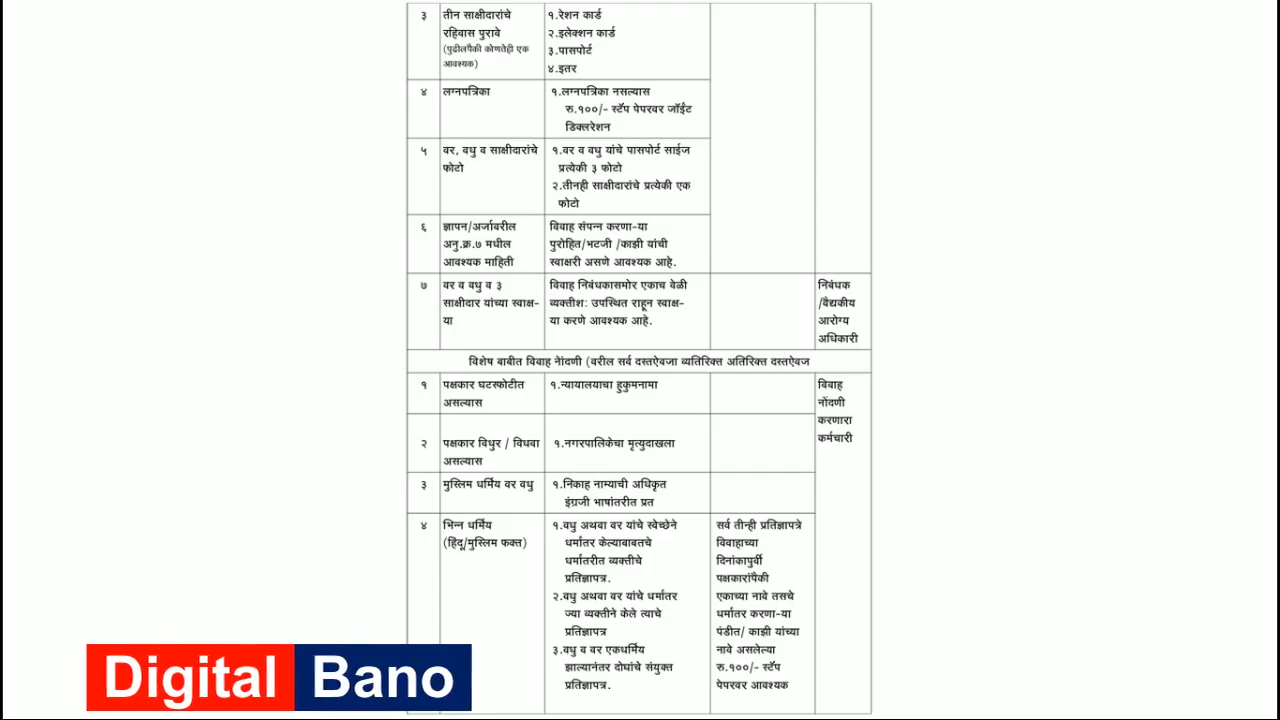 ३ तीन साक्षीदारांचे रहिवास पुरावे (पुढीलपैकी कोणतेही एक आवश्यक) १.रेशन कार्ड
२.इलेक्शन कार्ड
३.पासपोर्ट
४.इतर
४ लग्नपत्रिका १.लग्नपत्रिका नसल्यास
रु.१००/- स्टॅप पेपरवर जॉईंट
डिक्लरेशन
५ वर, वधु व साक्षीदारांचे फोटो १.वर व वधु यांचे पासपोर्ट साईज
प्रत्येकी ३ फोटो
२.तीनही साक्षीदारांचे प्रत्येकी एक
फोटो
६ ज्ञापन/अर्जावरील अनु.क्र.७ मधील आवश्यक माहिती विवाह संपन्न करणा-या
पुरोहित/भटजी /काझी यांची
स्वाक्षरी असणे आवश्यक आहे.
७ वर व वधु व ३ साक्षीदार यांच्या स्वाक्ष-या विवाह निबंधकासमोर एकाच वेळी
व्यक्तीश: उपस्थित राहून स्वाक्ष-
या करणे आवश्यक आहे.
निबंधक
/वैद्यकीय
आरोग्य
अधिकारी
विशेष बाबीत विवाह नेांदणी (वरील सर्व दस्तऐवजा व्यतिरिक्त अतिरिक्त दस्तऐवज
१ पक्षकार घटस्फोटीत असल्यास १.न्यायालयाचा हुकुमनामा
विवाह
नोंदणी
करणारा
कर्मचारी
२ पक्षकार विधुर / विधवा असल्यास १.नगरपालिकेचा मृत्युदाखला
३ मुस्लिम धर्मिय वर वधु १.निकाह नाम्याची अधिकृत
इंग्रजी भाषांतरीत प्रत
४ भिन्न धर्मिय (हिंदू/मुस्लिम फक्त) १.वधु अथवा वर यांचे स्वेच्छेने
धर्मातर केल्याबाबतचे
धर्मातरीत व्यक्तीचे
प्रतिज्ञापत्र.
२.वधु अथवा वर यांचे धर्मातर
ज्या व्यक्तीने केले त्याचे
प्रतिज्ञापत्र
३.वधु व वर एकधर्मिय
झाल्यानंतर दोघांचे संयुक्त
प्रतिज्ञापत्र.
सर्व तीन्ही प्रतिज्ञापत्रे
विवाहाच्या
दिनांकापुर्वी
पक्षकारांपैकी
एकाच्या नावे तसचे
धर्मातर करणा-या
पंडीत/ काझी यांच्या
नावे असलेल्या
रु.१००/- स्टॅप
पेपरवर आवश्यक
Digital Bano